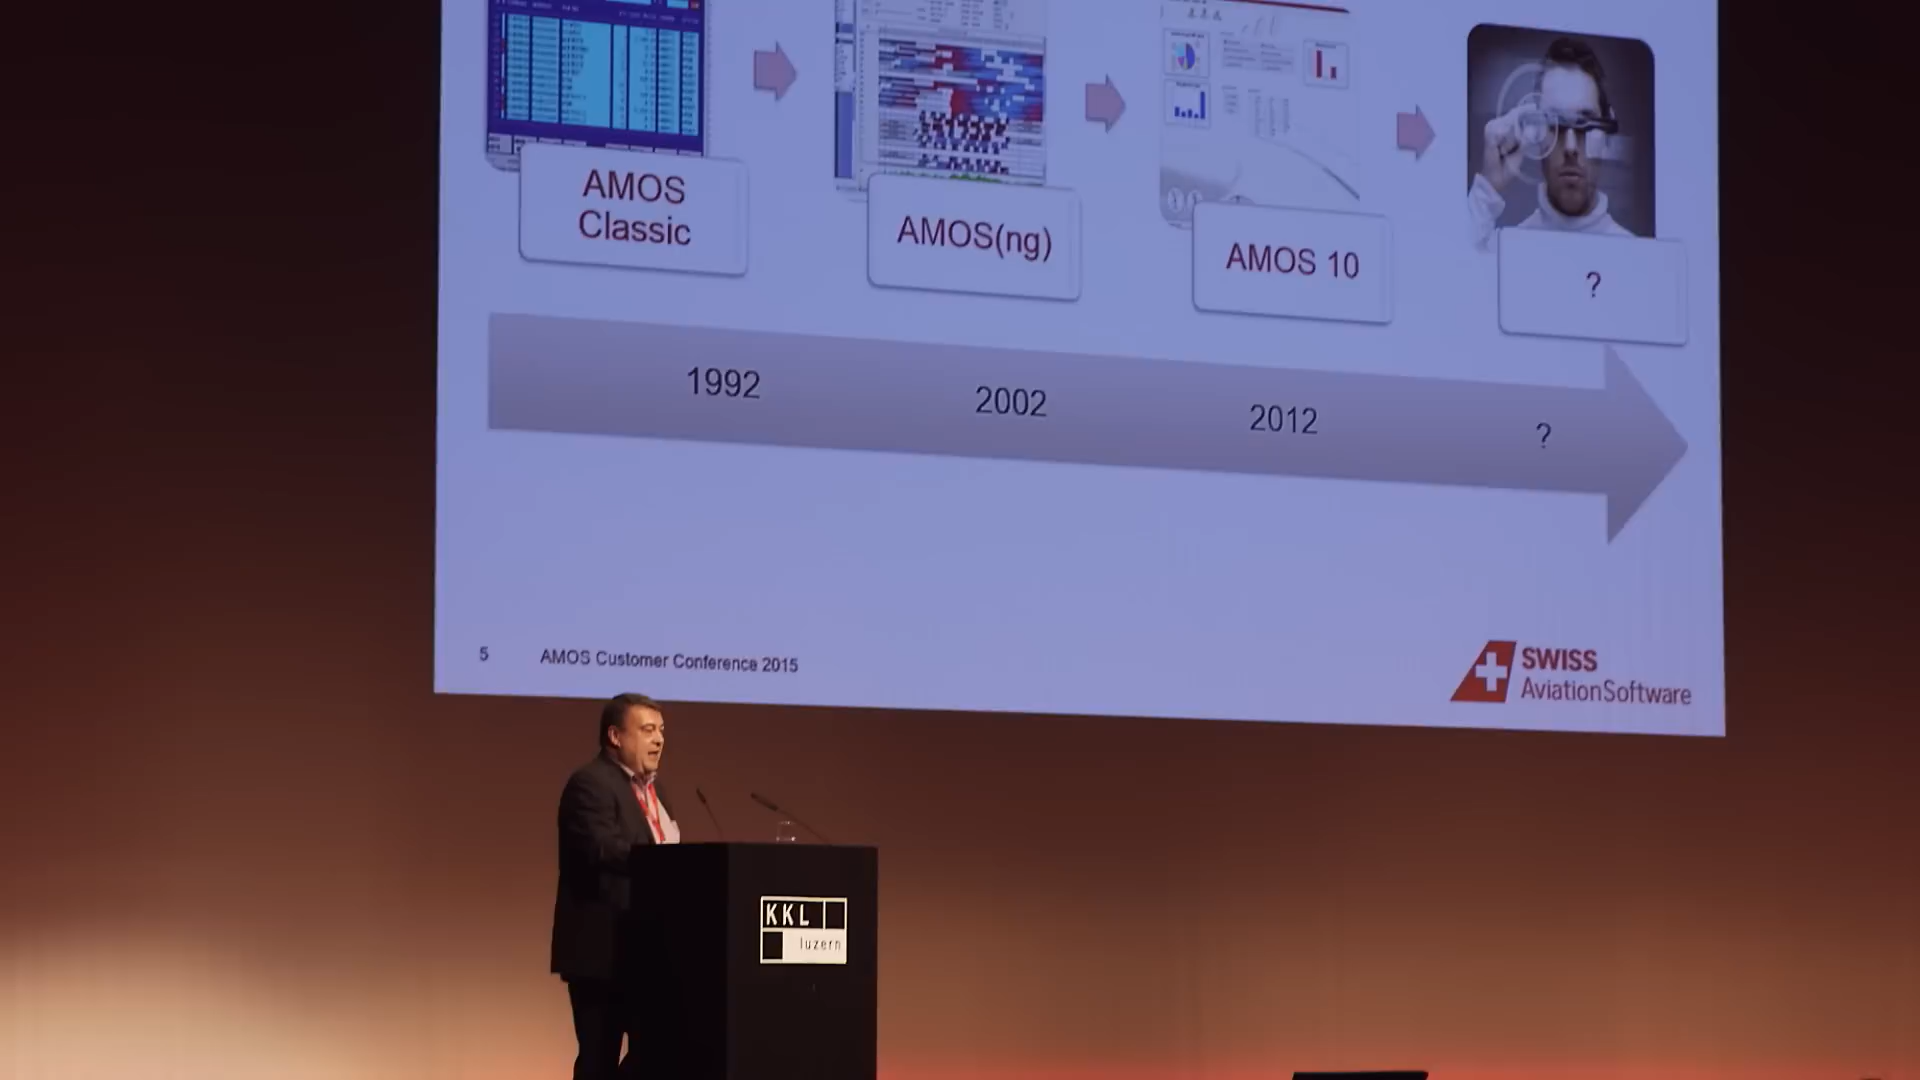 AMOS
Classic
AMOS(ng)
AMOS 10
?
1992
2002
2012
?
5
AMOS Customer Conference 2015
SWISS
AviationSoftware
KKL
luzern